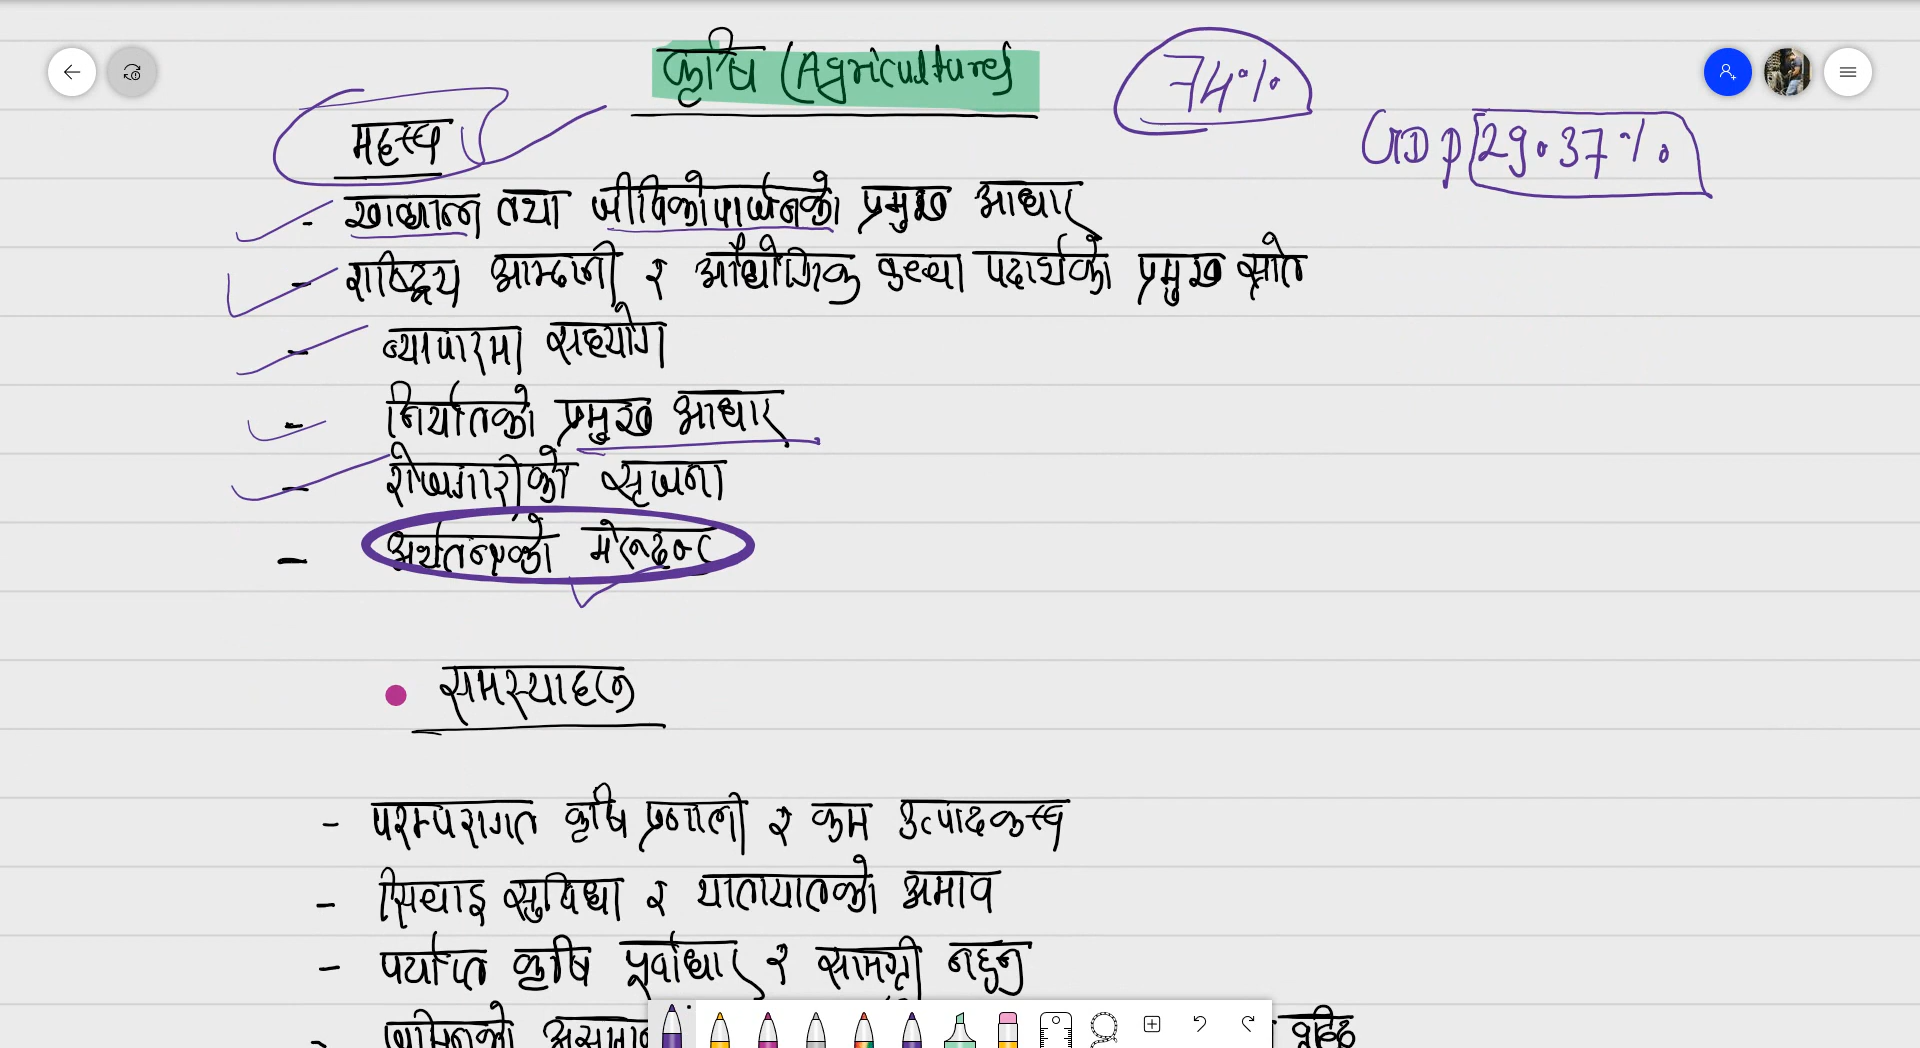 कृषि (Agriculture)
74%
GDP 29.37%
महत्त्व
- खाद्यान्न तथा जीविकोपार्जनको प्रमुख आधार
- राष्ट्रिय आम्दानी र औद्योगिक कच्चा पदार्थको प्रमुख स्रोत
- व्यापारमा सहयोग
- निर्यातको प्रमुख आधार
- रोजगारीको सृजना
- अर्थतन्त्रको मेरुदण्ड
• समस्याहरु
- परम्परागत कृषि प्रणाली र कम उत्पादकत्त्व
- सिचाइ सुविधा र यातायातको अभाव
- पर्याप्त कृषि पूर्वाधार र सामग्री नहुनु
- जमिनको